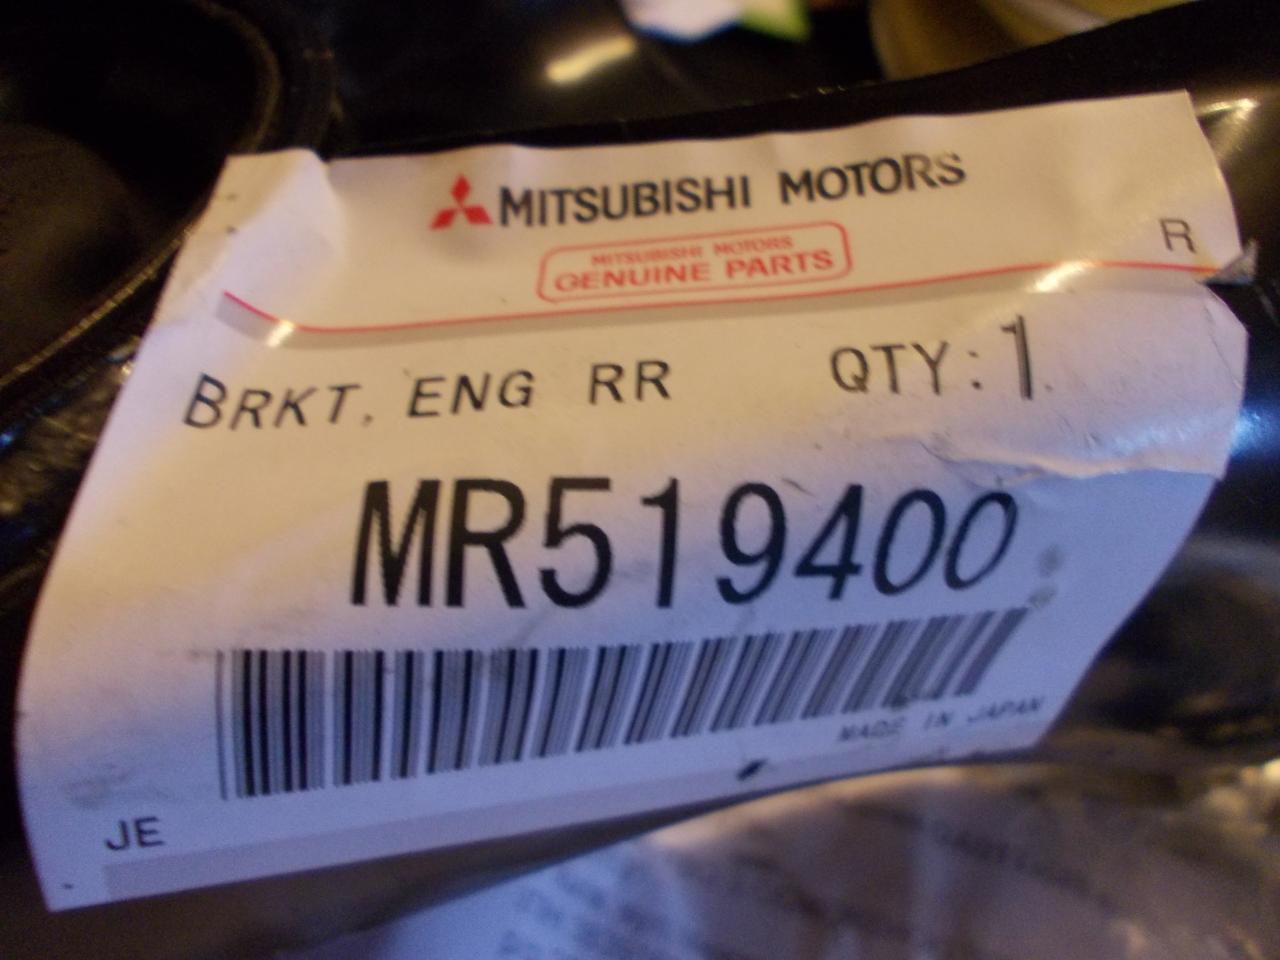 MITSUBISHI MOTORS
MITSUBISHI MOTORS
GENUINE PARTS
R
BRKT, ENG RR QTY: 1
MR519400
MADE IN JAPAN
JE